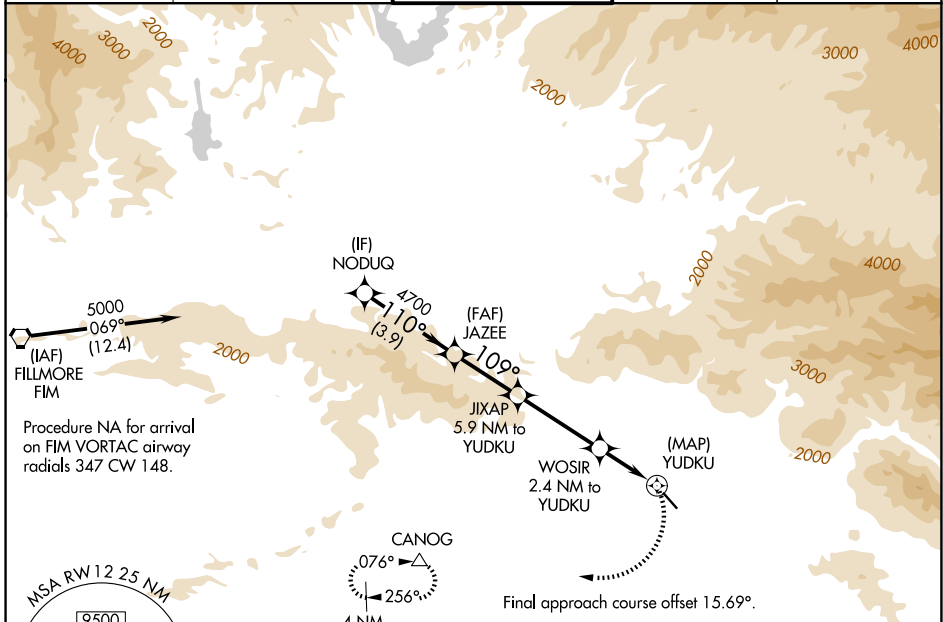 2000
3000
4000
2000
3000
4000
(IF)
NODUQ
4700
110°
(3.9)
(FAF)
JAZEE
109°
2000
4000
5000
069°
(12.4)
(IAF)
FILLMORE
FIM
2000
3000
JIXAP
5.9 NM to
YUDKU
Procedure NA for arrival
on FIM VORTAC airway
radials 347 CW 148.
(MAP)
YUDKU
2000
WOSIR
2.4 NM to
YUDKU
CANOG
076°
256°
4 NM
MSA RW12 25 NM
9500
Final approach course offset 15.69°.